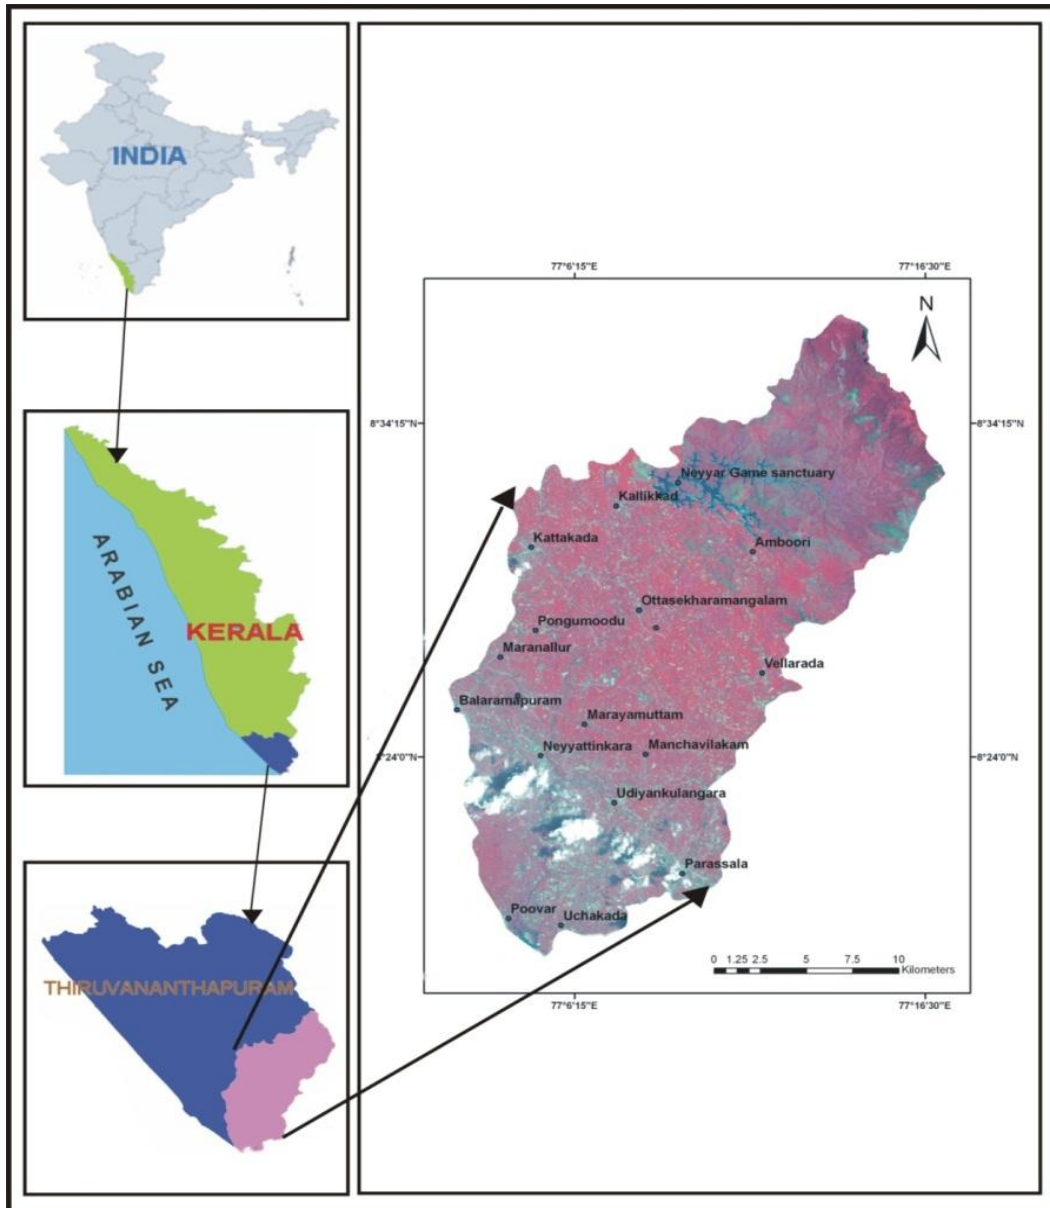 INDIA
ARABIAN SEA
KERALA
THIRUVANANTHAPURAM
77°6'15"E 77°16'30"E
N
8°34'15"N 8°34'15"N
Neyyar Game sanctuary
Kallikkad
Kattakada
Amboori
Ottasekharamangalam
Pongumoodu
Maranallur
Vellarada
Balaramapuram
Marayamuttam
Neyyattinkara
Manchavilakam
8°24'0"N 8°24'0"N
Udiyankulangara
Parassala
Poovar
Uchakada
0 1.25 2.5 5 7.5 10
Kilometers
77°6'15"E 77°16'30"E